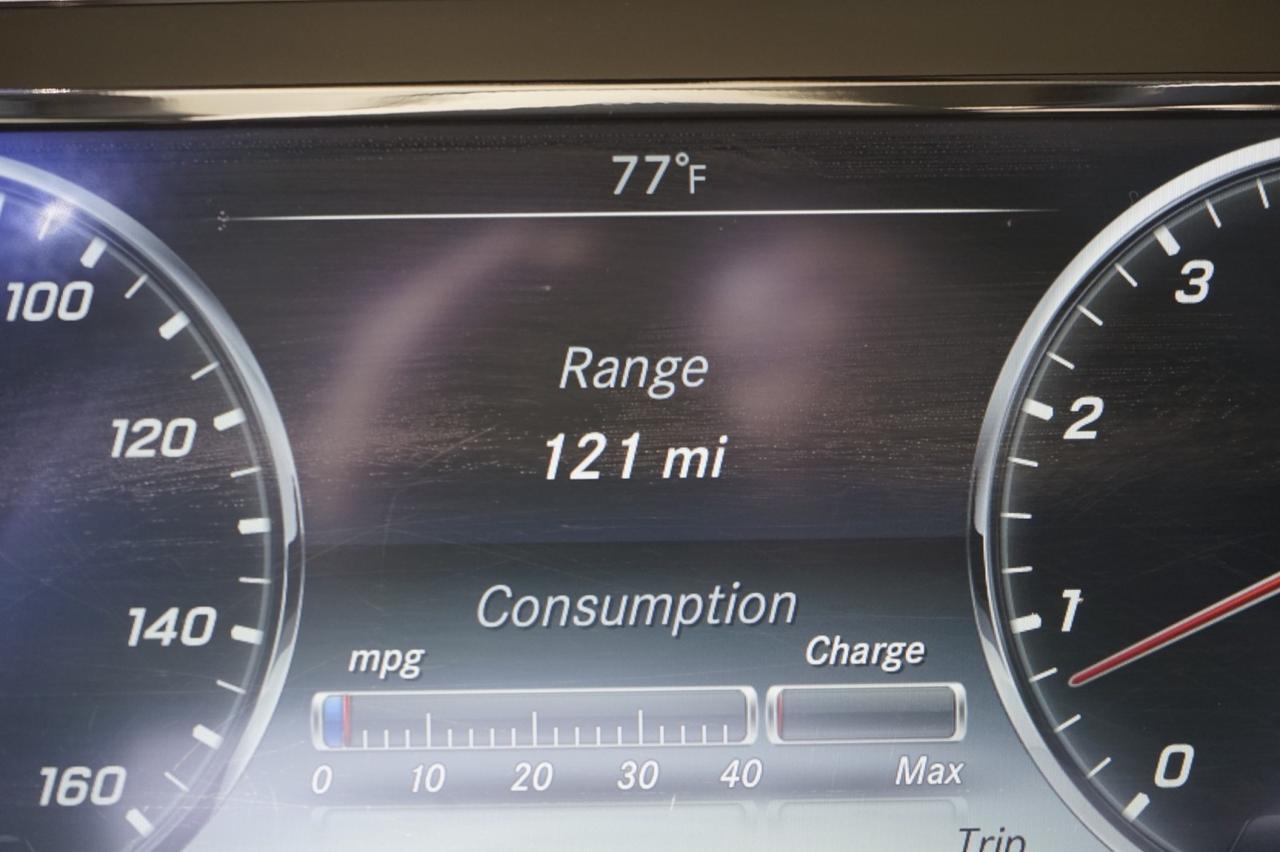 77°F
100
120
140
160
Range
121 mi
Consumption
mpg
Charge
0 10 20 30 40
Max
Trip
3
2
1
0